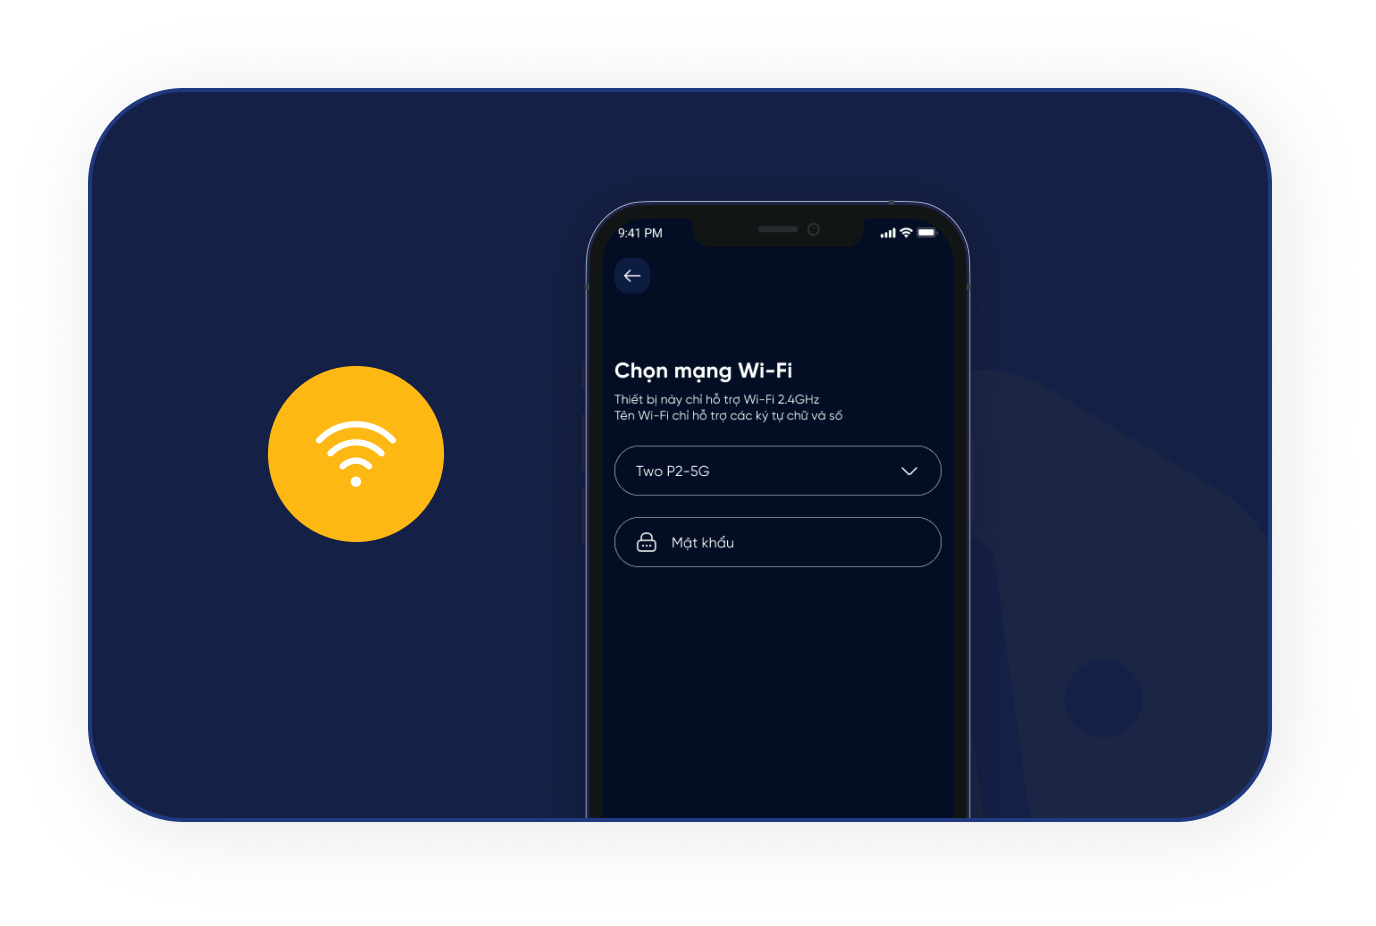 9:41 PM
Chọn mạng Wi-Fi
Thiết bị này chỉ hỗ trợ Wi-Fi 2.4GHz
Tên Wi-Fi chỉ hỗ trợ các ký tự chữ và số
Two P2-5G
Mật khẩu